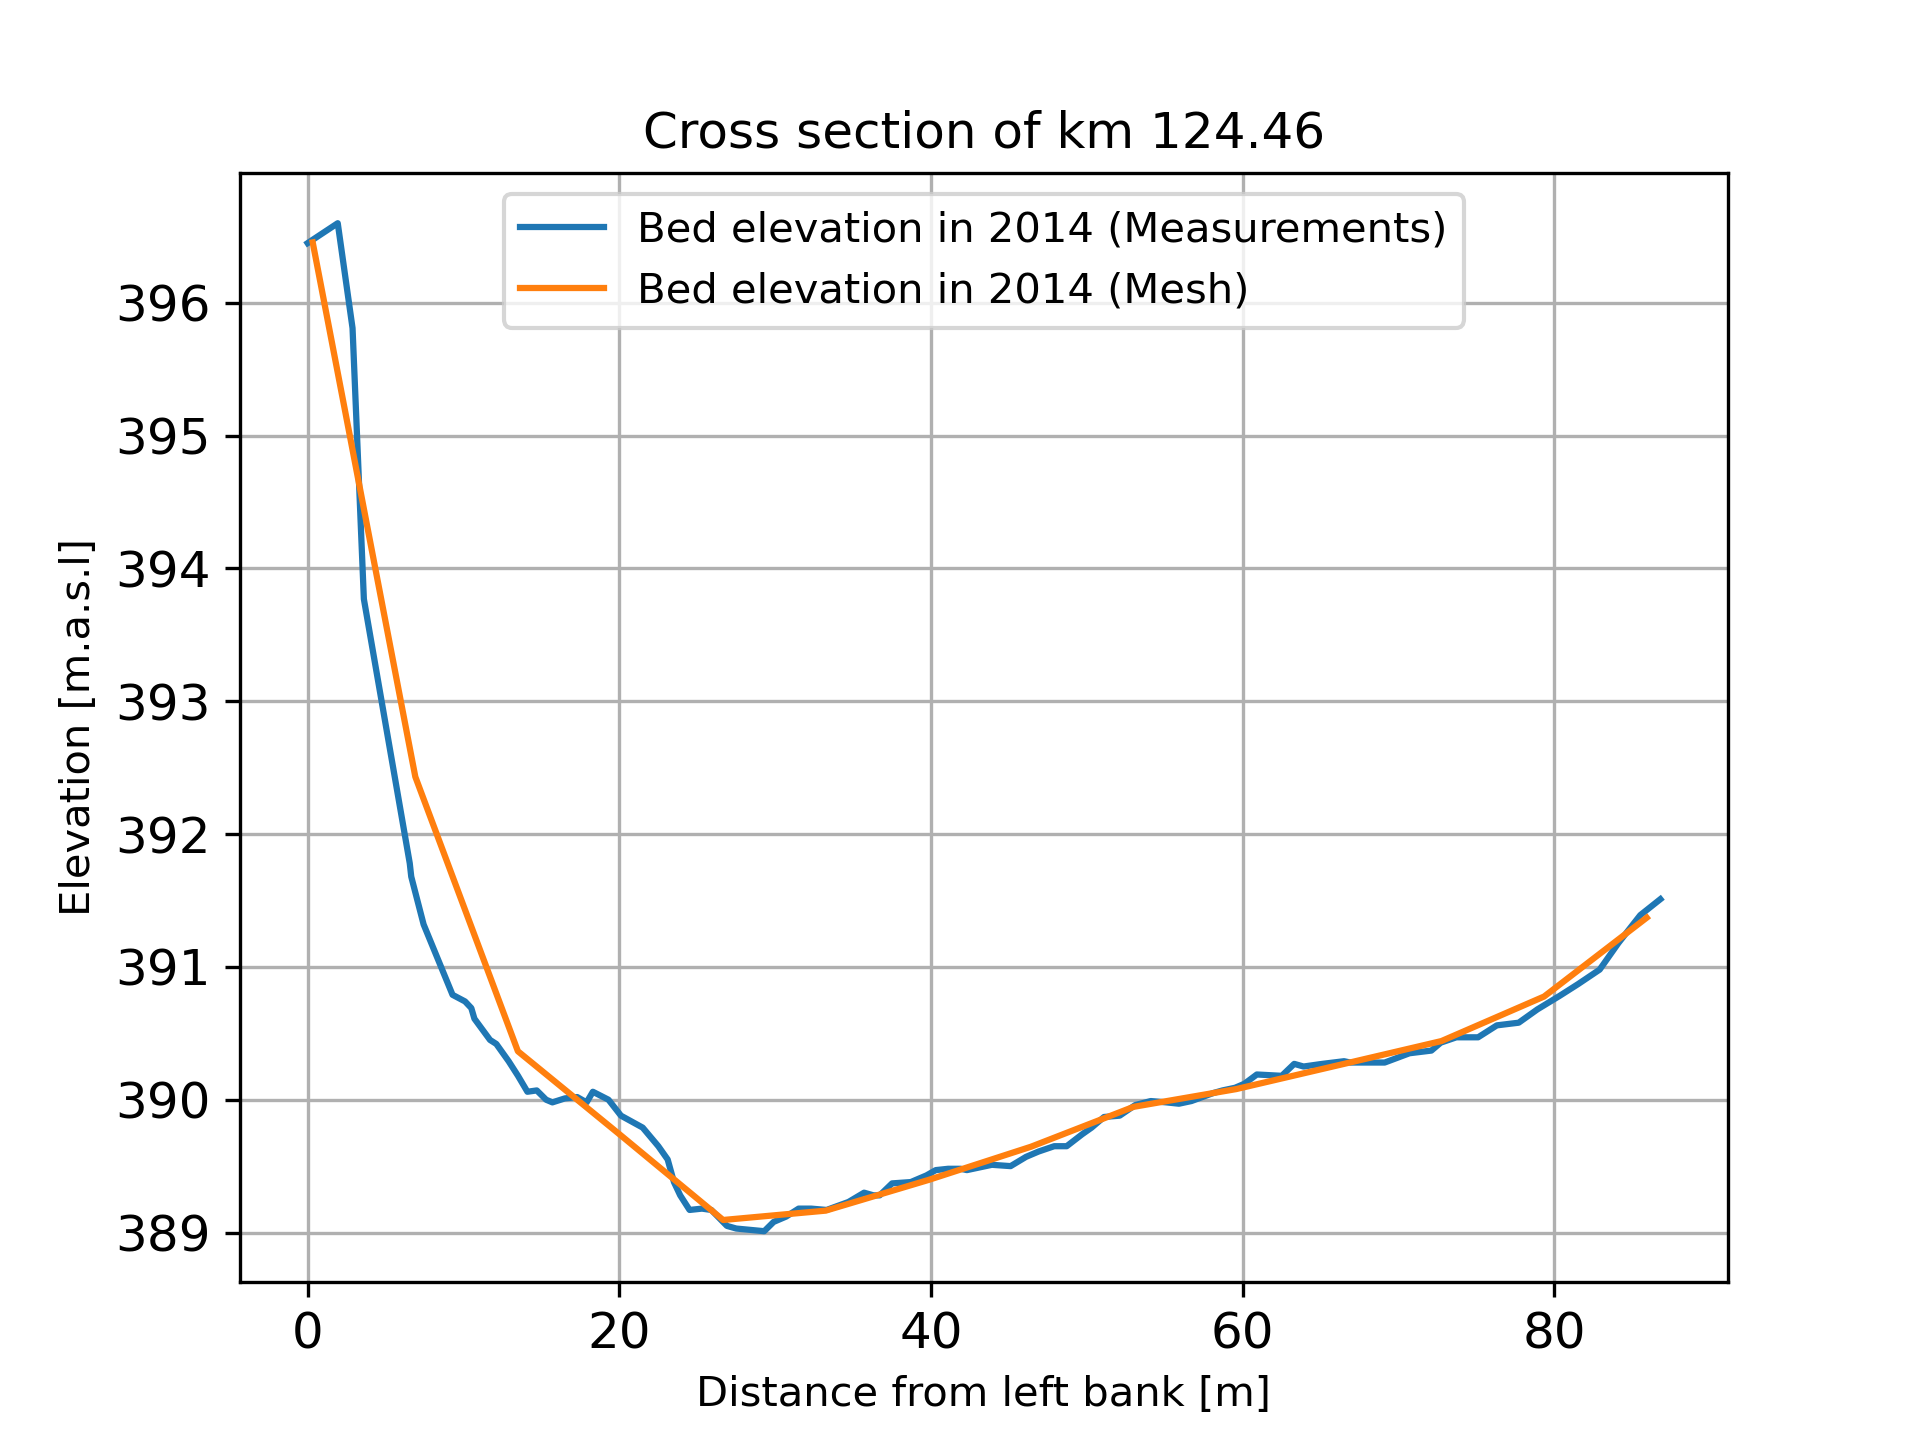 Cross section of km 124.46
Bed elevation in 2014 (Measurements)
Bed elevation in 2014 (Mesh)
Elevation [m.a.s.l]
396
395
394
393
392
391
390
389
0 20 40 60 80
Distance from left bank [m]